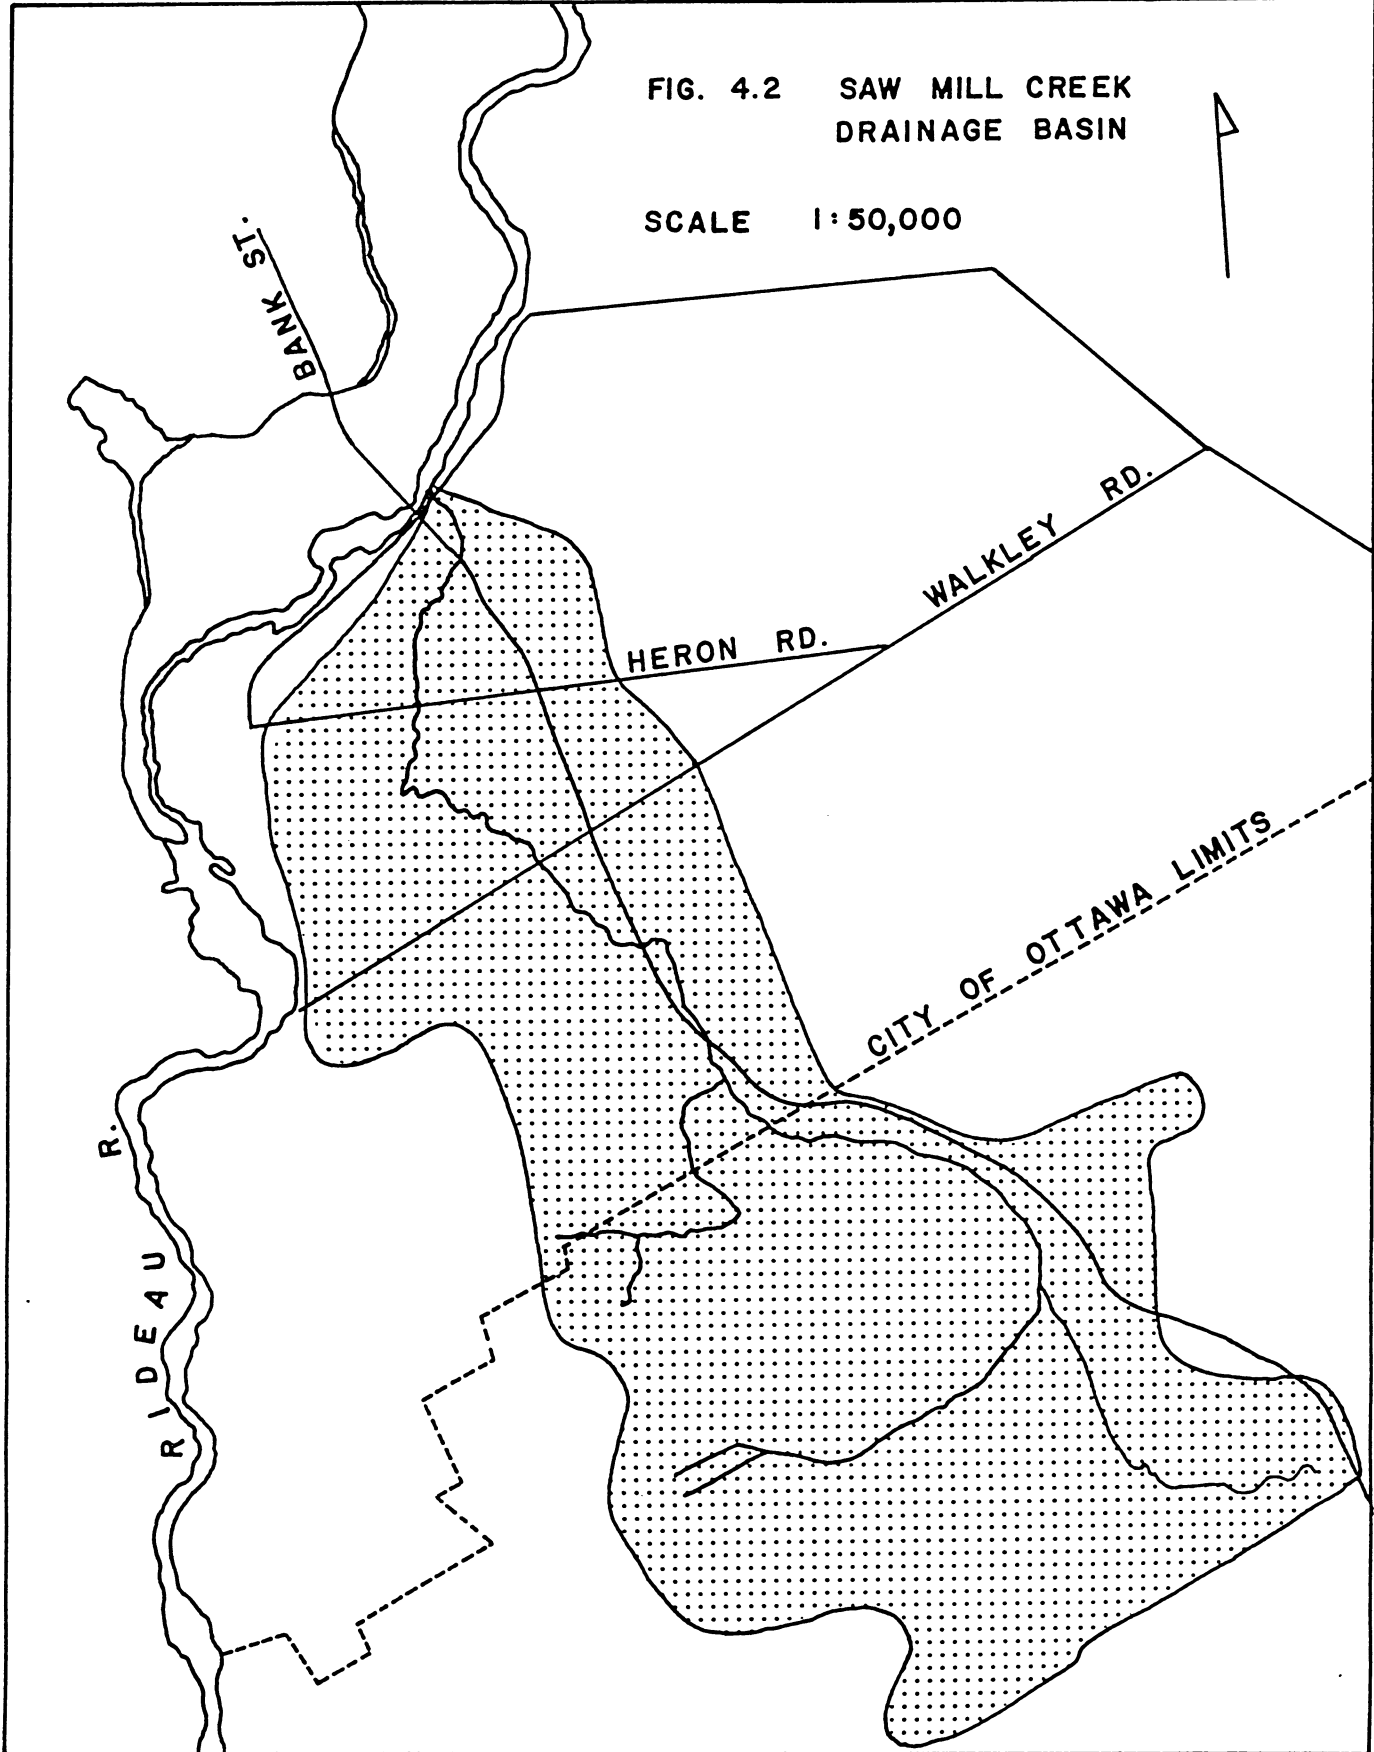 FIG. 4.2 SAW MILL CREEK
DRAINAGE BASIN
SCALE 1:50,000
BANK ST.
WALKLEY RD.
HERON RD.
CITY OF OTTAWA LIMITS
RIDE4U R.